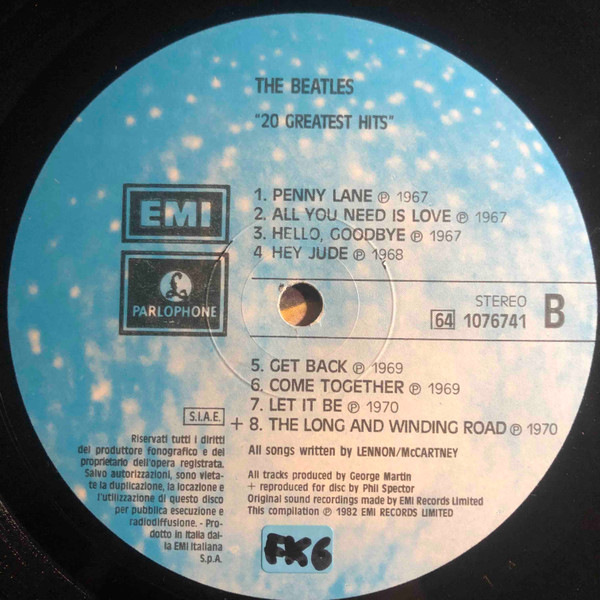 THE BEATLES
"20 GREATEST HITS"
EMI
PARLOPHONE
1. PENNY LANE Ⓟ 1967
2. ALL YOU NEED IS LOVE Ⓟ 1967
3. HELLO, GOODBYE Ⓟ 1967
4 HEY JUDE Ⓟ 1968
STEREO
64 1076741 B
5. GET BACK Ⓟ 1969
6. COME TOGETHER Ⓟ 1969
7. LET IT BE Ⓟ 1970
+ 8. THE LONG AND WINDING ROAD Ⓟ 1970
All songs written by LENNON/McCARTNEY
All tracks produced by George Martin
+ reproduced for disc by Phil Spector
Original sound recordings made by EMI Records Limited
This compilation Ⓟ 1982 EMI RECORDS LIMITED
S.I.A.E.
Riservati tutti i diritti
del produttore fonografico e del
proprietario dell'opera registrata.
Salvo autorizzazioni, sono vieta-
te la duplicazione, la locazione e
l'utilizzazione di questo disco
per pubblica esecuzione e
radiodiffusione. - Pro-
dotto in Italia dal-
la EMI Italiana
S.p.A.
FK6